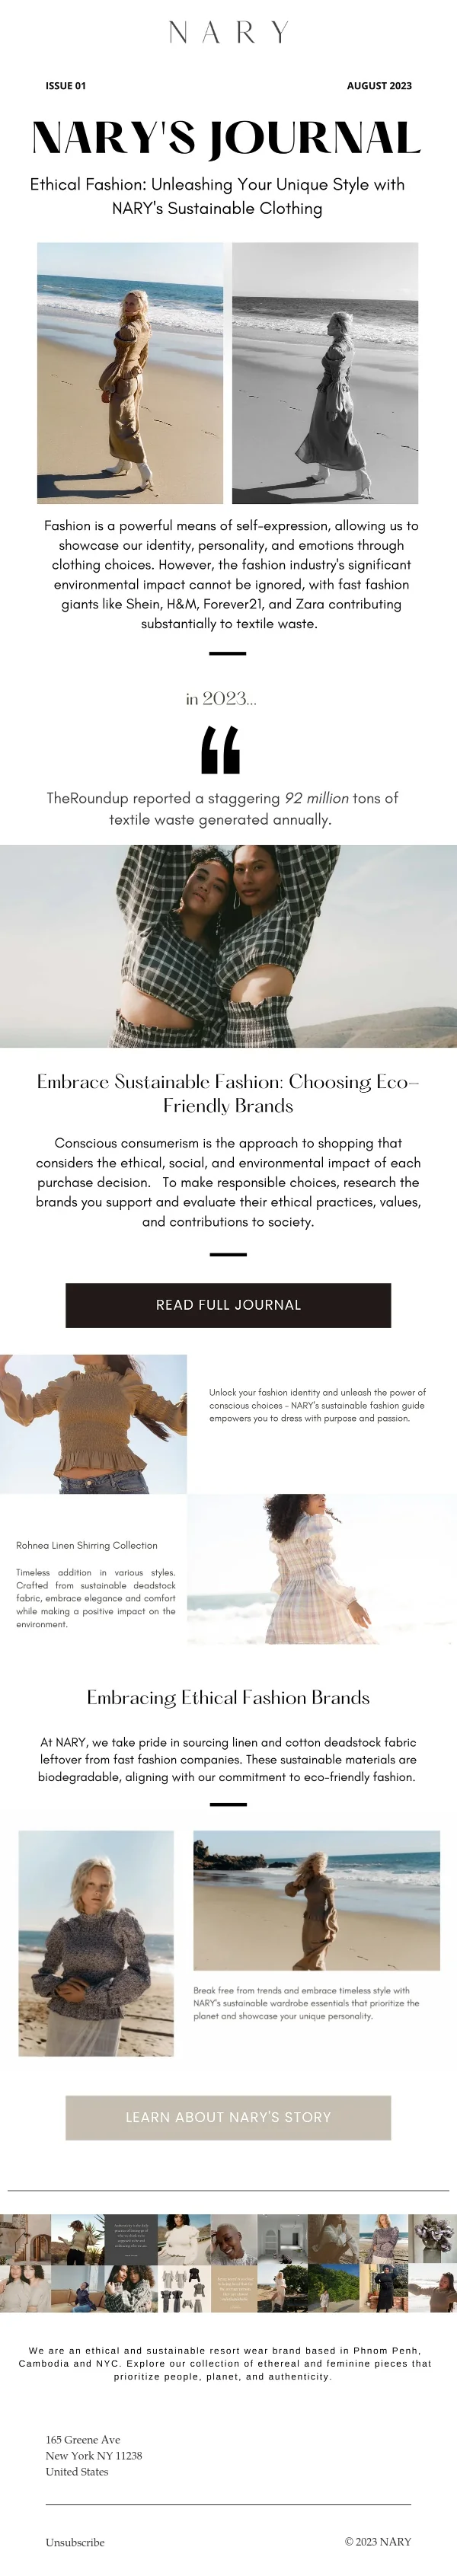 NARY
ISSUE 01
AUGUST 2023
NARY'S JOURNAL
Ethical Fashion: Unleashing Your Unique Style with
NARY's Sustainable Clothing
Fashion is a powerful means of self-expression, allowing us to
showcase our identity, personality, and emotions through
clothing choices. However, the fashion industry's significant
environmental impact cannot be ignored, with fast fashion
giants like Shein, H&M, Forever21, and Zara contributing
substantially to textile waste.
in 2023...
"
TheRoundup reported a staggering 92 million tons of
textile waste generated annually.
Embrace Sustainable Fashion: Choosing Eco-
Friendly Brands
Conscious consumerism is the approach to shopping that
considers the ethical, social, and environmental impact of each
purchase decision.   To make responsible choices, research the
brands you support and evaluate their ethical practices, values,
and contributions to society.
READ FULL JOURNAL
Unlock your fashion identity and unleash the power of
conscious choices - NARY's sustainable fashion guide
empowers you to dress with purpose and passion.
Rohnea Linen Shirring Collection
Timeless addition in various styles.
Crafted from sustainable deadstock
fabric, embrace elegance and comfort
while making a positive impact on the
environment.
Embracing Ethical Fashion Brands
At NARY, we take pride in sourcing linen and cotton deadstock fabric
leftover from fast fashion companies. These sustainable materials are
biodegradable, aligning with our commitment to eco-friendly fashion.
Break free from trends and embrace timeless style with
NARY's sustainable wardrobe essentials that prioritize the
planet and showcase your unique personality.
LEARN ABOUT NARY'S STORY
We are an ethical and sustainable resort wear brand based in Phnom Penh,
Cambodia and NYC. Explore our collection of ethereal and feminine pieces that
prioritize people, planet, and authenticity.
165 Greene Ave
New York NY 11238
United States
Unsubscribe
© 2023 NARY